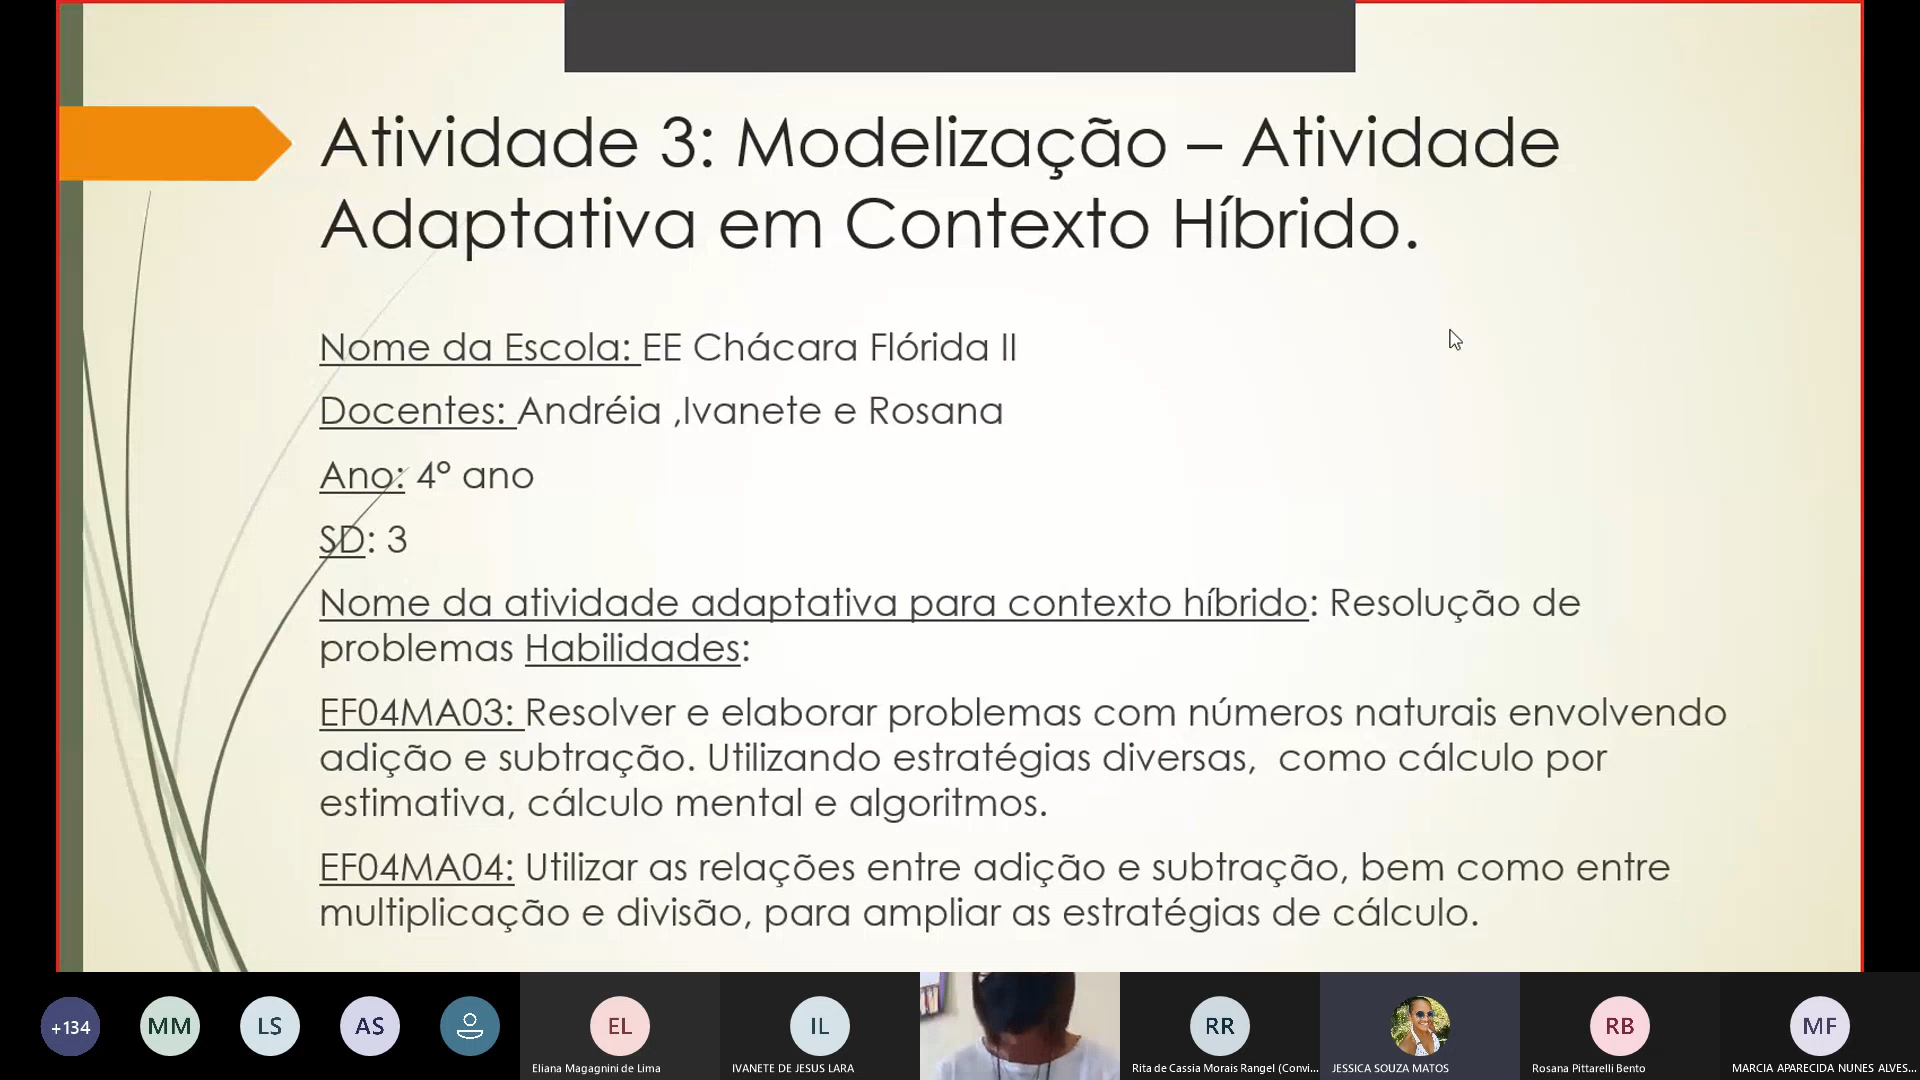 Atividade 3: Modelização – Atividade
Adaptativa em Contexto Híbrido.
Nome da Escola: EE Chácara Flórida II
Docentes: Andréia ,Ivanete e Rosana
Ano: 4º ano
SD: 3
Nome da atividade adaptativa para contexto híbrido: Resolução de
problemas Habilidades:
EF04MA03: Resolver e elaborar problemas com números naturais envolvendo
adição e subtração. Utilizando estratégias diversas,  como cálculo por
estimativa, cálculo mental e algoritmos.
EF04MA04: Utilizar as relações entre adição e subtração, bem como entre
multiplicação e divisão, para ampliar as estratégias de cálculo.
+134 MM LS AS EL IL RR RB MF
Eliana Magagnini de Lima IVANETE DE JESUS LARA Rita de Cassia Morais Rangel (Convi... JESSICA SOUZA MATOS Rosana Pittarelli Bento MARCIA APARECIDA NUNES ALVES...